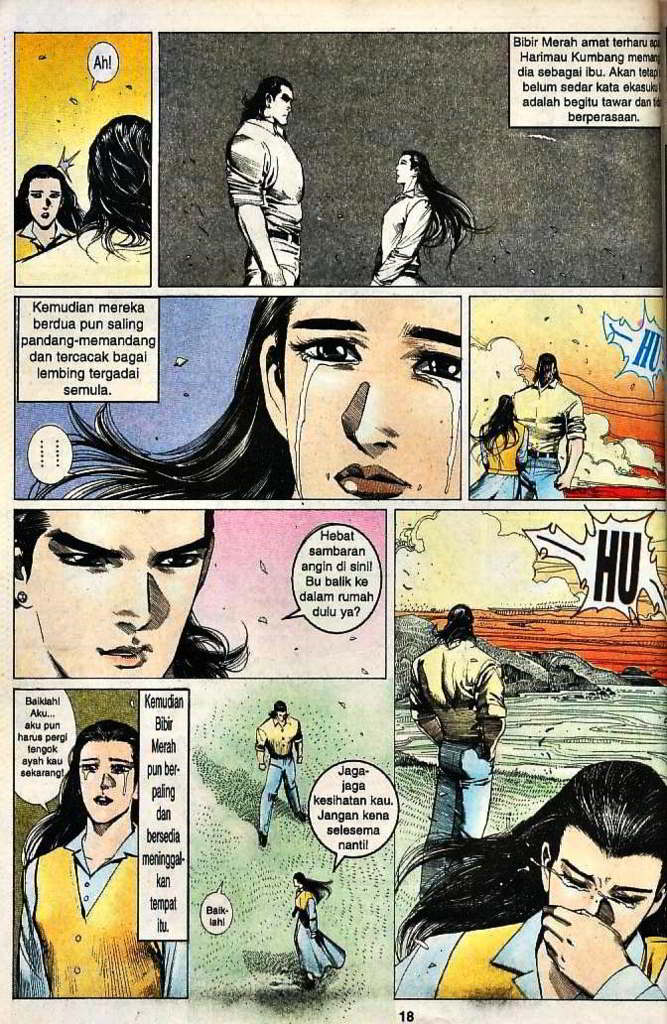 Ah!
Bibir Merah amat terharu
Harimau Kumbang
dia sebagai ibu. Akan
belum sedar kata
adalah begitu tawar dan
berperasaan.
Kemudian mereka
berdua pun saling
pandang-memandang
dan tercacak bagai
lembing tergadai
semula.
HU
Hebat
sambaran
angin di sini!
Bu balik ke
dalam rumah
dulu ya?
HU
Baiklah!
Aku...
aku pun
harus pergi
tengok
ayah kau
sekarang!
Kemudian
Bibir
Merah
pun ber-
paling
dan
bersedia
meninggal-
kan
tempat
itu.
Jaga-
jaga
kesihatan kau.
Jangan kena
selesema
nanti!
Baik-
lah!
18